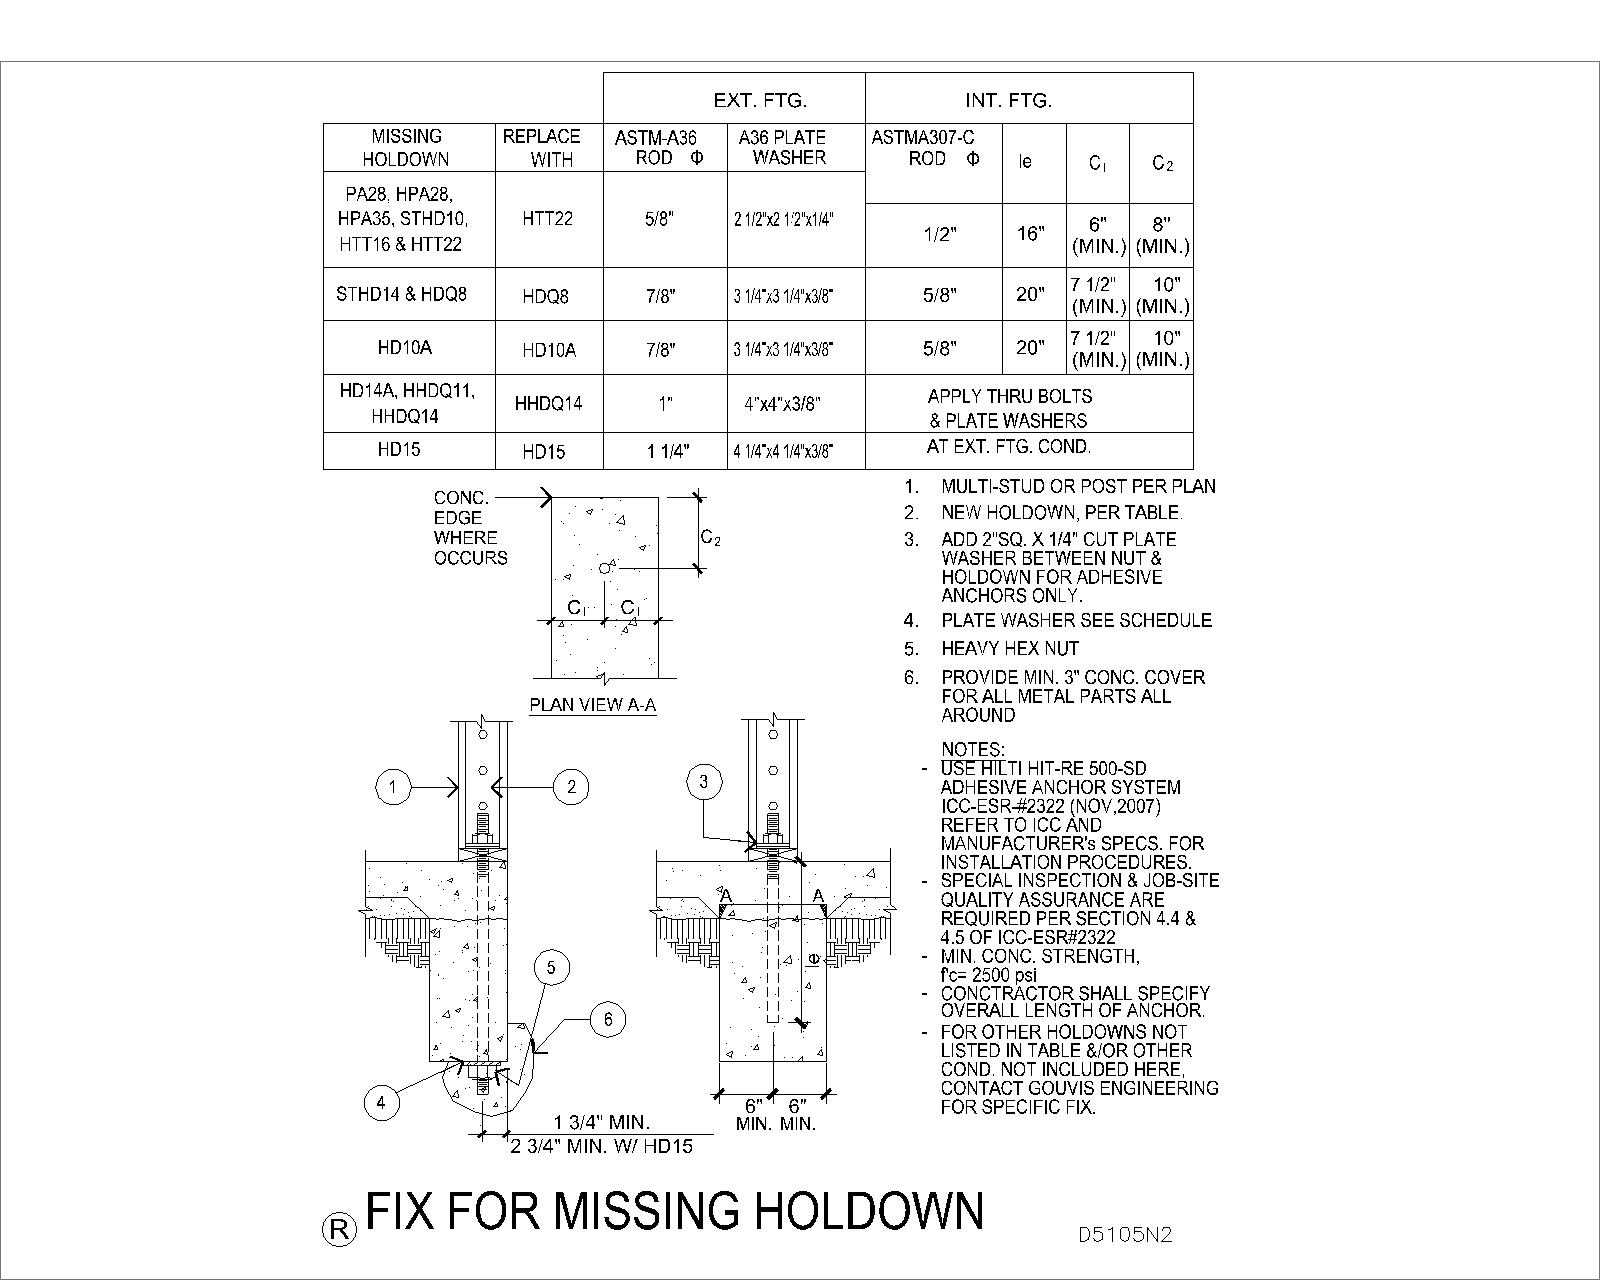 EXT. FTG. INT. FTG.
MISSING HOLDOWN REPLACE WITH ASTM-A36 ROD Φ A36 PLATE WASHER ASTMA307-C ROD Φ le C1 C2
PA28, HPA28,
HPA35, STHD10,
HTT16 & HTT22
HTT22 5/8" 2 1/2"x2 1/2"x1/4" 1/2" 16" 6" (MIN.) 8" (MIN.)
STHD14 & HDQ8 HDQ8 7/8" 3 1/4"x3 1/4"x3/8" 5/8" 20" 7 1/2" (MIN.) 10" (MIN.)
HD10A HD10A 7/8" 3 1/4"x3 1/4"x3/8" 5/8" 20" 7 1/2" (MIN.) 10" (MIN.)
HD14A, HHDQ11,
HHDQ14
HHDQ14 1" 4"x4"x3/8"
HD15 HD15 1 1/4" 4 1/4"x4 1/4"x3/8"
APPLY THRU BOLTS
& PLATE WASHERS
AT EXT. FTG. COND.
CONC.
EDGE
WHERE
OCCURS
C2
C1 C1
PLAN VIEW A-A
1. MULTI-STUD OR POST PER PLAN
2. NEW HOLDOWN, PER TABLE.
3. ADD 2"SQ. X 1/4" CUT PLATE
WASHER BETWEEN NUT &
HOLDOWN FOR ADHESIVE
ANCHORS ONLY.
4. PLATE WASHER SEE SCHEDULE
5. HEAVY HEX NUT
6. PROVIDE MIN. 3" CONC. COVER
FOR ALL METAL PARTS ALL
AROUND
NOTES:
- USE HILTI HIT-RE 500-SD
ADHESIVE ANCHOR SYSTEM
ICC-ESR-#2322 (NOV,2007)
REFER TO ICC AND
MANUFACTURER's SPECS. FOR
INSTALLATION PROCEDURES.
- SPECIAL INSPECTION & JOB-SITE
QUALITY ASSURANCE ARE
REQUIRED PER SECTION 4.4 &
4.5 OF ICC-ESR#2322
- MIN. CONC. STRENGTH,
f'c= 2500 psi
- CONCTRACTOR SHALL SPECIFY
OVERALL LENGTH OF ANCHOR.
- FOR OTHER HOLDOWNS NOT
LISTED IN TABLE &/OR OTHER
COND. NOT INCLUDED HERE,
CONTACT GOUVIS ENGINEERING
FOR SPECIFIC FIX.
1
2
3
A A
5
6
4
1 3/4" MIN.
2 3/4" MIN. W/ HD15
6" 6"
MIN. MIN.
R FIX FOR MISSING HOLDOWN
D5105N2